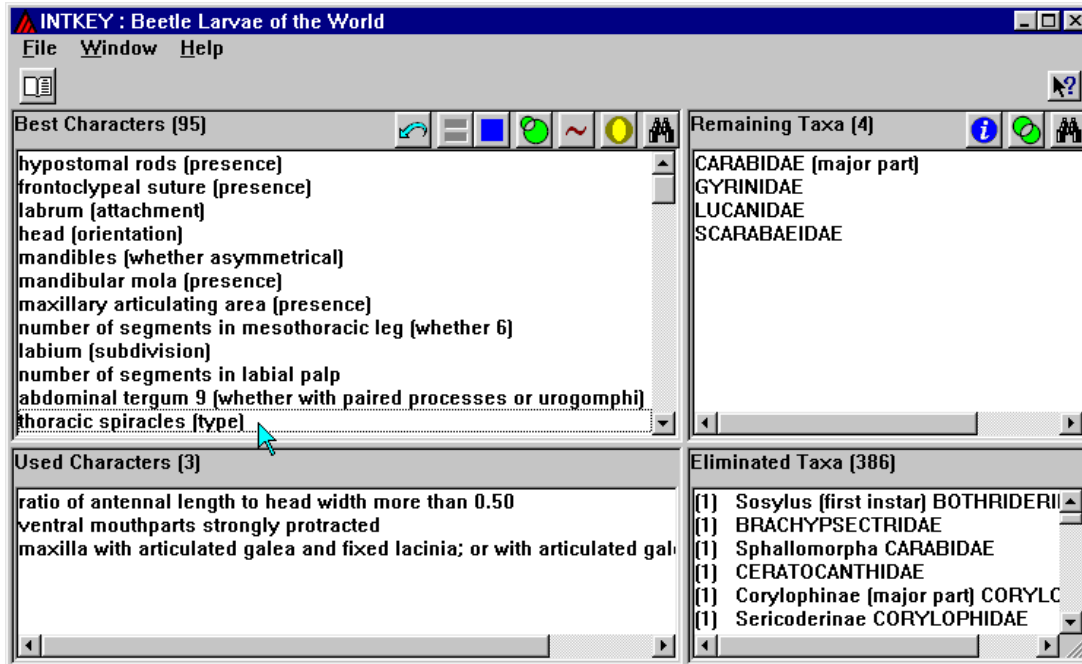 INTKEY : Beetle Larvae of the World
File Window Help
Best Characters (95)
hypostomal rods (presence)
frontoclypeal suture (presence)
labrum (attachment)
head (orientation)
mandibles (whether asymmetrical)
mandibular mola (presence)
maxillary articulating area (presence)
number of segments in mesothoracic leg (whether 6)
labium (subdivision)
number of segments in labial palp
abdominal tergum 9 (whether with paired processes or urogomphi)
thoracic spiracles (type)
Remaining Taxa (4)
CARABIDAE (major part)
GYRINIDAE
LUCANIDAE
SCARABAEIDAE
Used Characters (3)
ratio of antennal length to head width more than 0.50
ventral mouthparts strongly protracted
maxilla with articulated galea and fixed lacinia; or with articulated
Eliminated Taxa (386)
(1) Sosylus (first instar)
(1) BRACHYPSECTRIDAE
(1) Sphallomorpha CARABIDAE
(1) CERATOCANTHIDAE
(1) Corylophinae (major part)
(1) Sericoderinae CORYLOPHIDAE